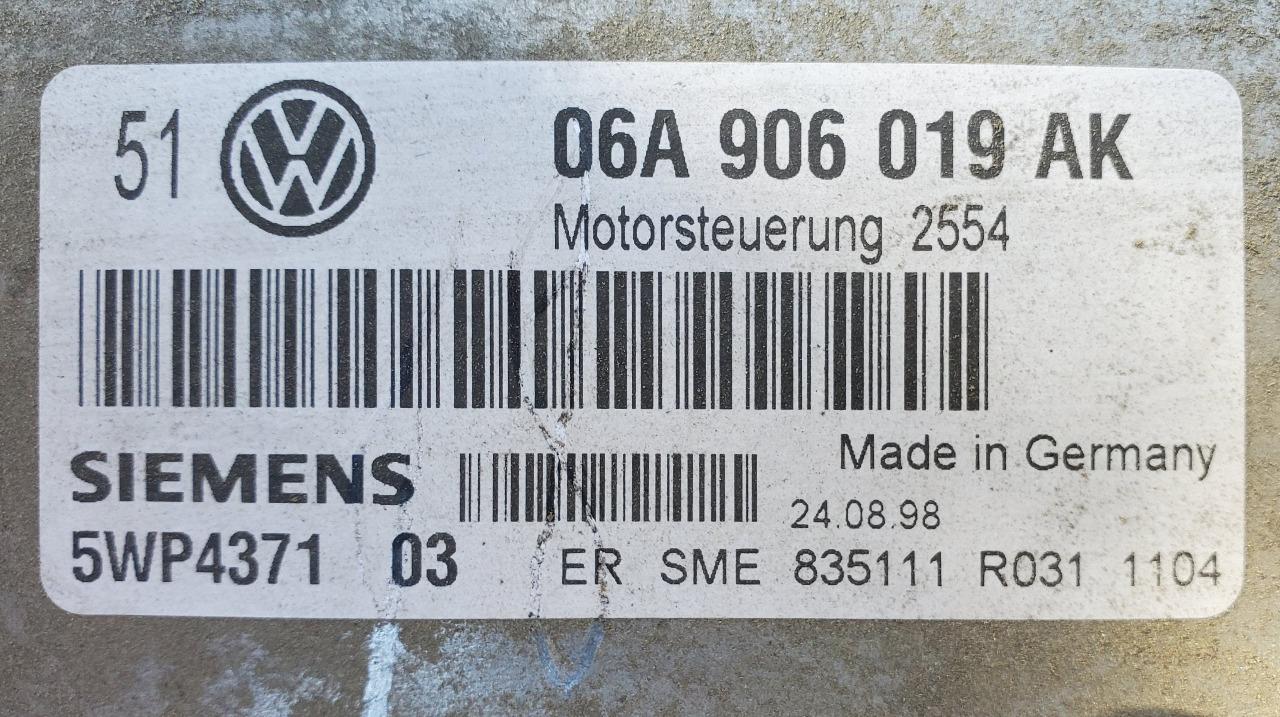 51 VW 06A 906 019 AK
Motorsteuerung 2554
SIEMENS
Made in Germany
24.08.98
5WP4371 03 ER SME 835111 R031 1104